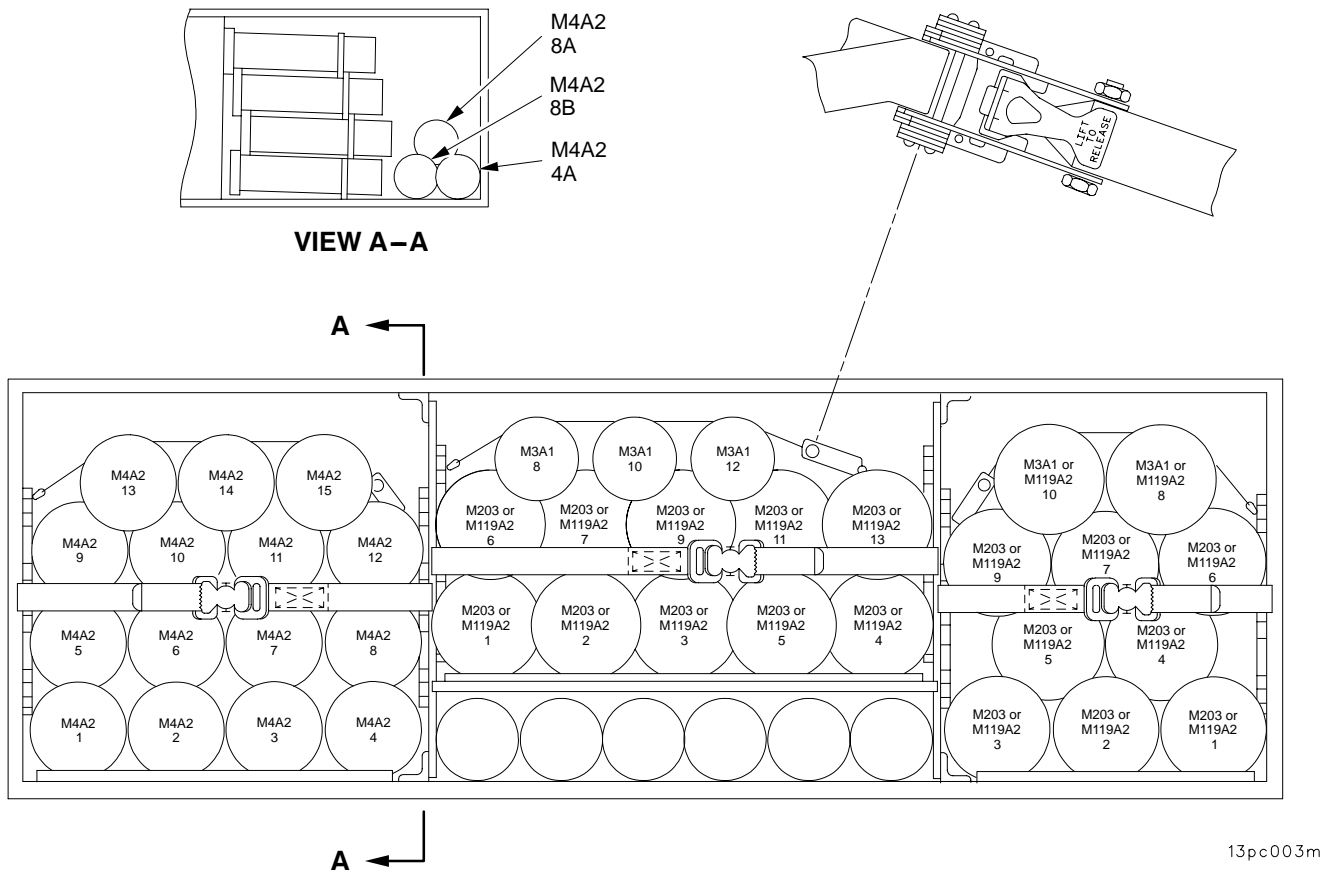 M4A2
8A
M4A2
8B
M4A2
4A
LIFT
TO
RELEASE
VIEW A–A
A
M4A2
13
M4A2
14
M4A2
15
M4A2
9
M4A2
10
M4A2
11
M4A2
12
M4A2
5
M4A2
6
M4A2
7
M4A2
8
M4A2
1
M4A2
2
M4A2
3
M4A2
4
M3A1
8
M3A1
10
M3A1
12
M203 or
M119A2
6
M203 or
M119A2
7
M203 or
M119A2
9
M203 or
M119A2
11
M203 or
M119A2
13
M203 or
M119A2
1
M203 or
M119A2
2
M203 or
M119A2
3
M203 or
M119A2
5
M203 or
M119A2
4
M3A1 or
M119A2
10
M3A1 or
M119A2
8
M203 or
M119A2
9
M203 or
M119A2
7
M203 or
M119A2
6
M203 or
M119A2
5
M203 or
M119A2
4
M203 or
M119A2
3
M203 or
M119A2
2
M203 or
M119A2
1
A
13pc003m